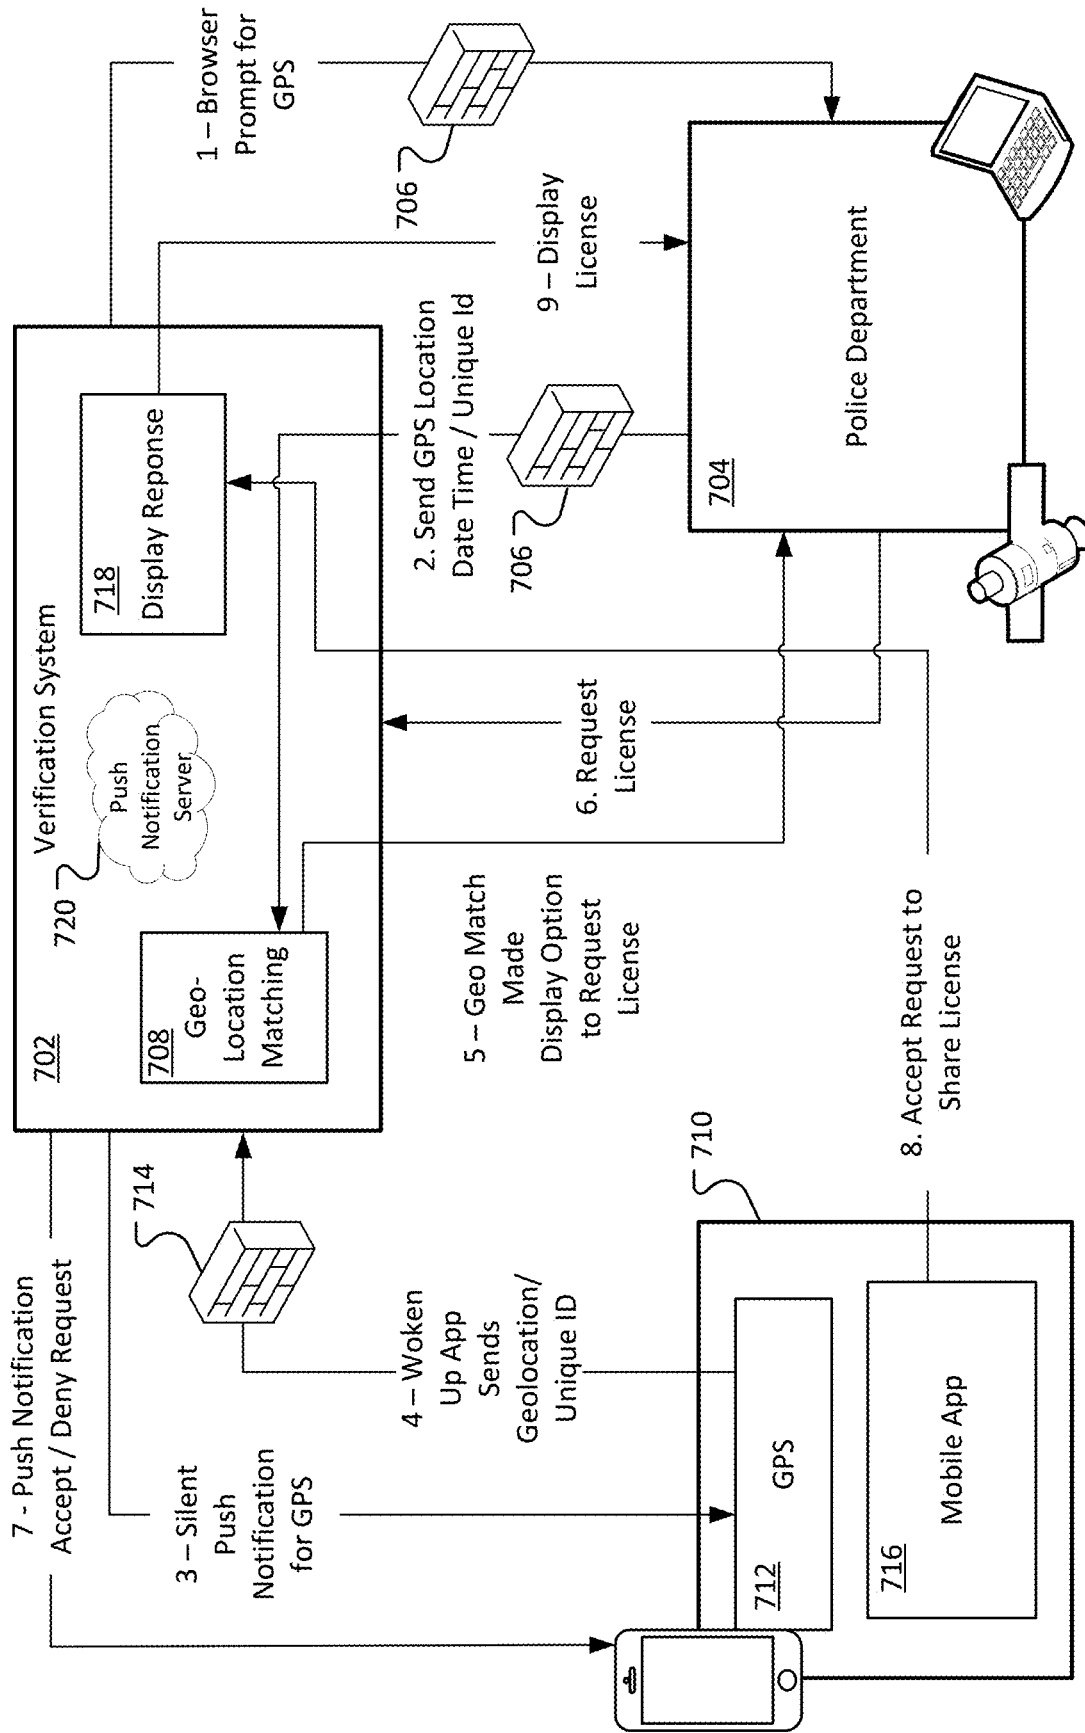 7 - Push Notification
Accept / Deny Request
3 – Silent
Push
Notification
for GPS
4 – Woken
Up App
Sends
Geolocation/
Unique ID
714
702
720
Verification System
Push
Notification
Server
708
Geo-
Location
Matching
718
Display Reponse
1 – Browser
Prompt for
GPS
706
2. Send GPS Location
Date Time / Unique Id
706
9 – Display
License
5 – Geo Match
Made
Display Option
to Request
License
6. Request
License
8. Accept Request to
Share License
704
Police Department
710
712
GPS
716
Mobile App